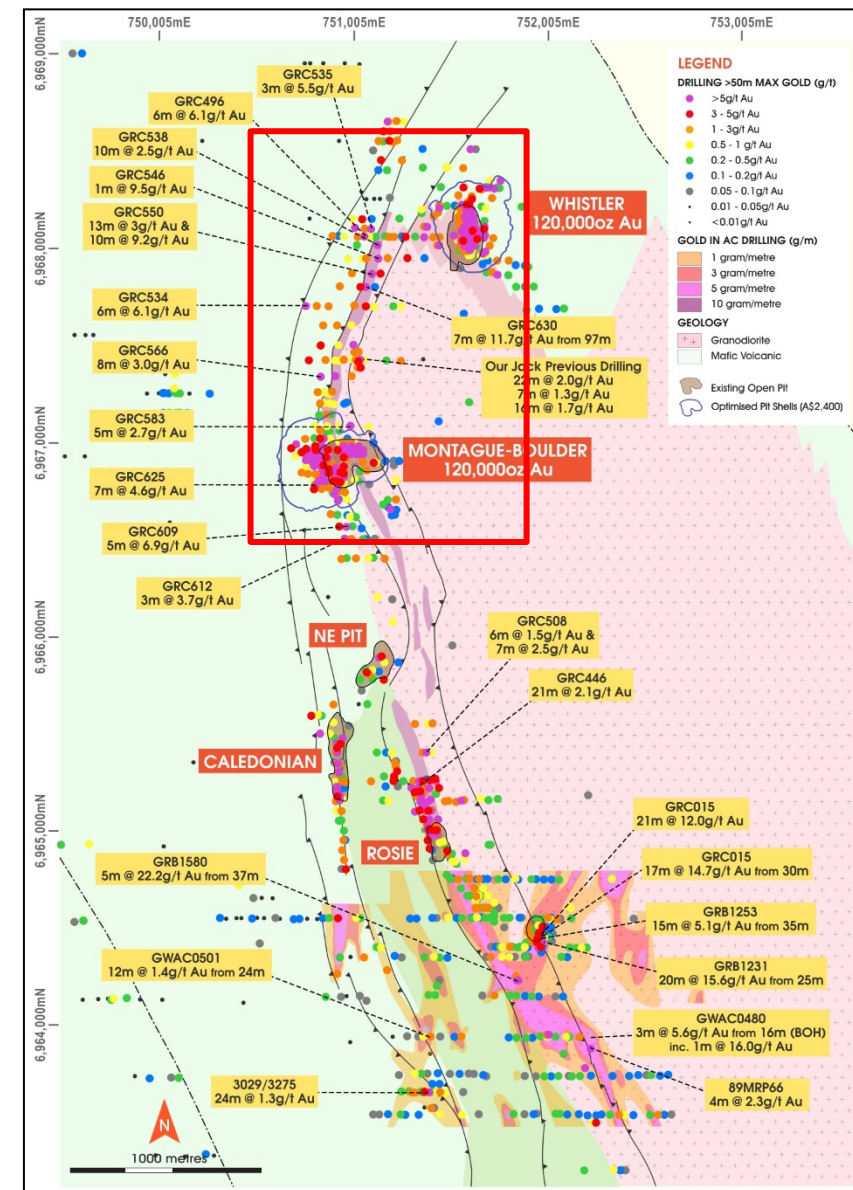 750,005mE
751,005mE
752,005mE
753,005mE
6,969,000mN
6,968,000mN
6,967,000mN
6,966,000mN
6,965,000mN
6,964,000mN
GRC535
3m @ 5.5g/t Au
GRC496
6m @ 6.1g/t Au
GRC538
10m @ 2.5g/t Au
GRC546
1m @ 9.5g/t Au
GRC550
13m @ 3g/t Au &
10m @ 9.2g/t Au
GRC534
6m @ 6.1g/t Au
GRC566
8m @ 3.0g/t Au
GRC583
5m @ 2.7g/t Au
GRC625
7m @ 4.6g/t Au
GRC609
5m @ 6.9g/t Au
GRC612
3m @ 3.7g/t Au
WHISTLER
120,000oz Au
GRC630
7m @ 11.7g/t Au from 97m
Our Jack Previous Drilling
22m @ 2.0g/t Au
7m @ 1.3g/t Au
16m @ 1.7g/t Au
MONTAGUE-BOULDER
120,000oz Au
LEGEND
DRILLING >50m MAX GOLD (g/t)
>5g/t Au
3 - 5g/t Au
1 - 3g/t Au
0.5 - 1 g/t Au
0.2 - 0.5g/t Au
0.1 - 0.2g/t Au
0.05 - 0.1g/t Au
0.01 - 0.05g/t Au
<0.01g/t Au
GOLD IN AC DRILLING (g/m)
1 gram/metre
3 gram/metre
5 gram/metre
10 gram/metre
GEOLOGY
Granodiorite
Mafic Volcanic
Existing Open Pit
Optimised Pit Shells (A$2,400)
NE PIT
GRC508
6m @ 1.5g/t Au &
7m @ 2.5g/t Au
GRC446
21m @ 2.1g/t Au
CALEDONIAN
ROSIE
GRC015
21m @ 12.0g/t Au
GRC015
17m @ 14.7g/t Au from 30m
GRB1253
15m @ 5.1g/t Au from 35m
GRB1231
20m @ 15.6g/t Au from 25m
GWAC0480
3m @ 5.6g/t Au from 16m (BOH)
inc. 1m @ 16.0g/t Au
89MRP66
4m @ 2.3g/t Au
GRB1580
5m @ 22.2g/t Au from 37m
GWAC0501
12m @ 1.4g/t Au from 24m
3029/3275
24m @ 1.3g/t Au
N
1000 metres